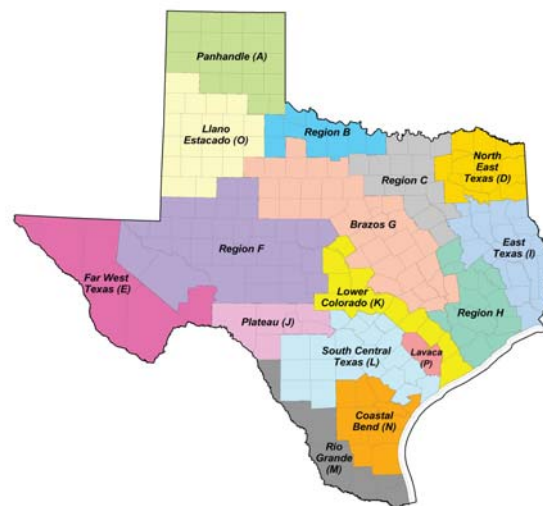 Panhandle (A)
Llano
Estacado (O)
Region B
Region C
North
East
Texas (D)
Brazos G
Region F
East
Texas (I)
Far West
Texas (E)
Lower
Colorado (K)
Region H
Plateau (J)
South Central
Texas (L)
Lavaca
(P)
Coastal
Bend (N)
Rio
Grande
(M)